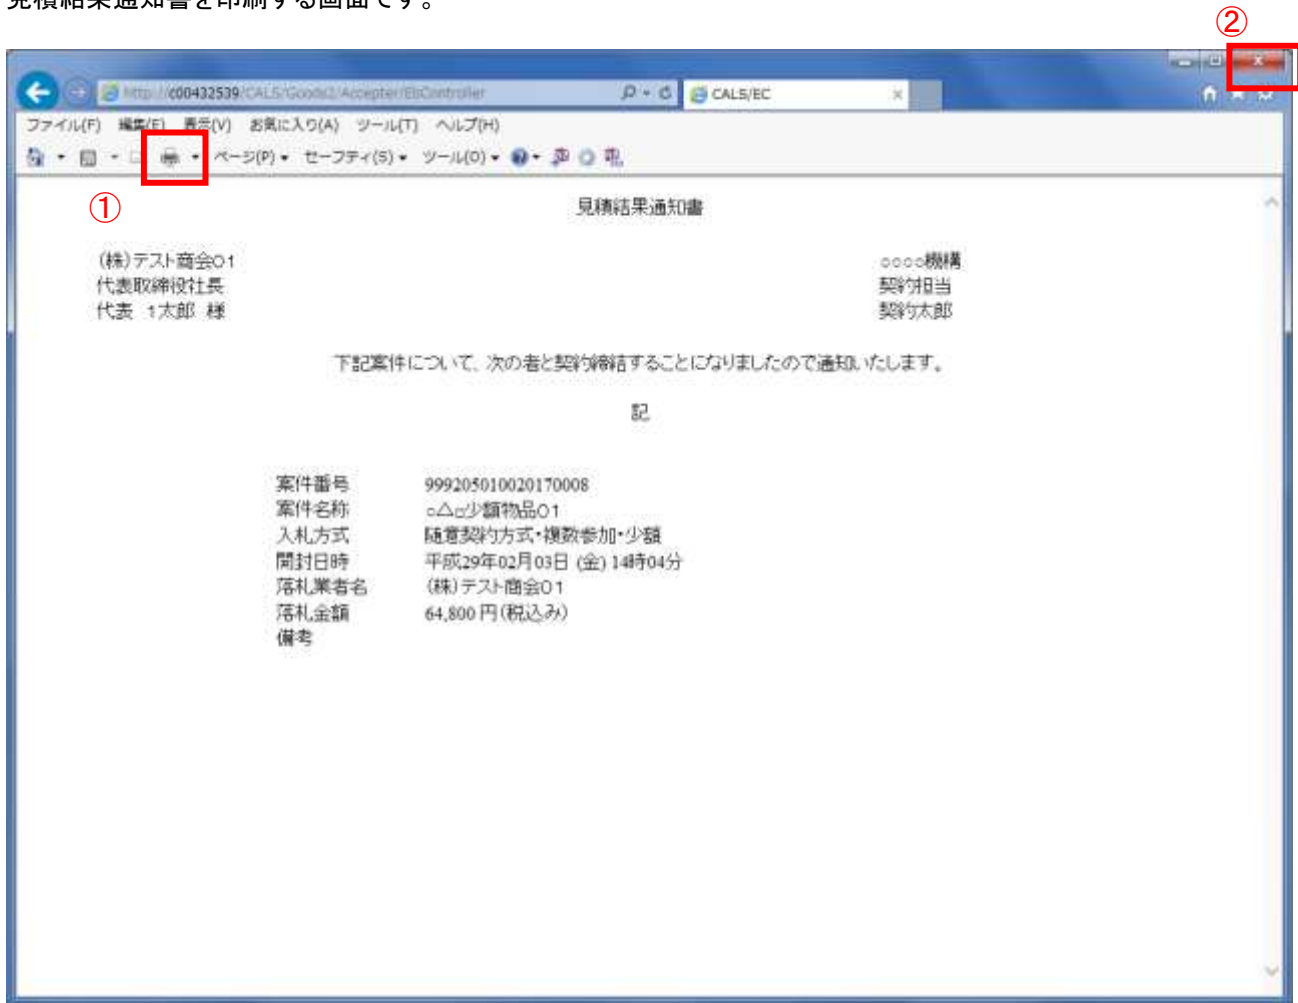 見積結果通知書を印刷する画面です。
②
http://c00432539/CALS/Goods2/Accepter/EbController
CALS/EC
ファイル(F) 編集(E) 表示(V) お気に入り(A) ツール(T) ヘルプ(H)
ページ(P) セーフティ(S) ツール(O)
①
見積結果通知書
(株)テスト商会01
○○○○機構
代表取締役社長
契約担当
代表 1太郎 様
契約太郎
下記案件について、次の者と契約締結することになりましたので通知いたします。
記
案件番号 999205010020170008
案件名称 ○△□少額物品01
入札方式 随意契約方式・複数参加・少額
開封日時 平成29年02月03日 (金) 14時04分
落札業者名 (株)テスト商会01
落札金額 64,800 円(税込み)
備考